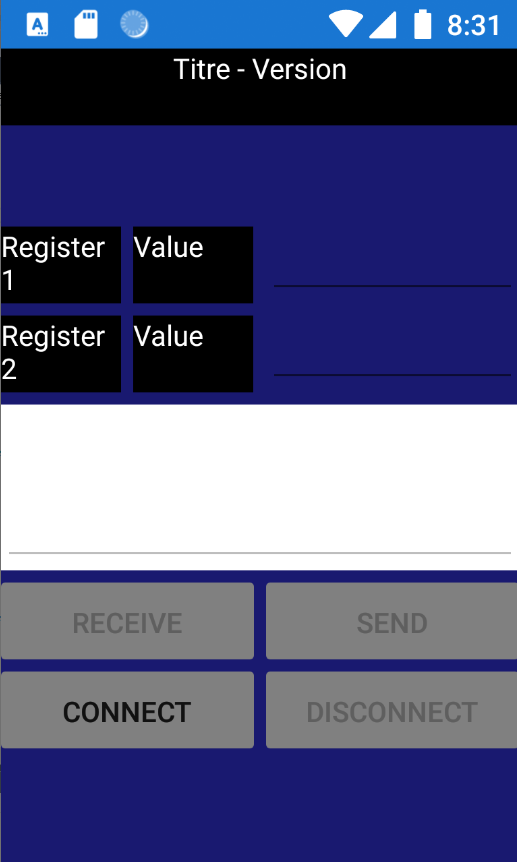 8:31
Titre - Version
Register
1
Value
Register
2
Value
RECEIVE
SEND
CONNECT
DISCONNECT